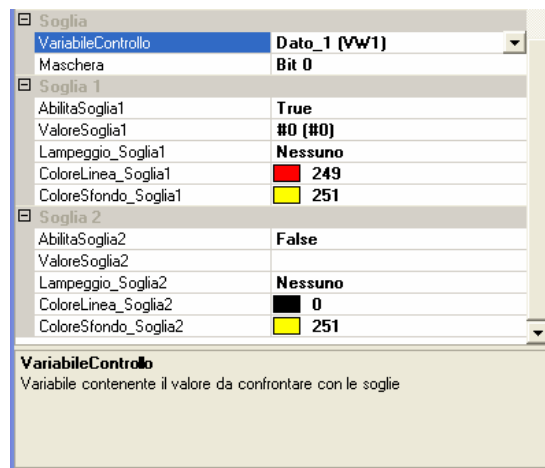 Soglia
VariabileControllo Dato_1 (VW1)
Maschera Bit 0
Soglia 1
AbilitaSoglia1 True
ValoreSoglia1 #0 (#0)
Lampeggio_Soglia1 Nessuno
ColoreLinea_Soglia1 249
ColoreSfondo_Soglia1 251
Soglia 2
AbilitaSoglia2 False
ValoreSoglia2
Lampeggio_Soglia2 Nessuno
ColoreLinea_Soglia2 0
ColoreSfondo_Soglia2 251
VariabileControllo
Variabile contenente il valore da confrontare con le soglie